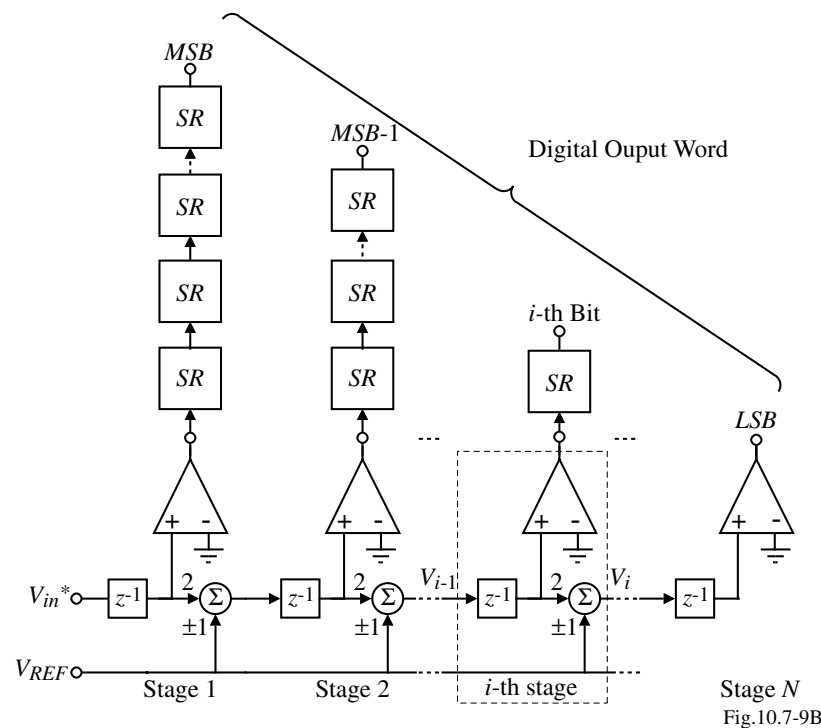 MSB
SR
MSB-1
Digital Ouput Word
SR
SR
SR
SR
i-th Bit
SR
SR
SR
LSB
+ -
+ -
+ -
+ -
Vin*
z-1
2
Σ
±1
z-1
2
Σ
±1
Vi-1
z-1
2
Σ
±1
Vi
z-1
VREF
Stage 1
Stage 2
i-th stage
Stage N
Fig.10.7-9B